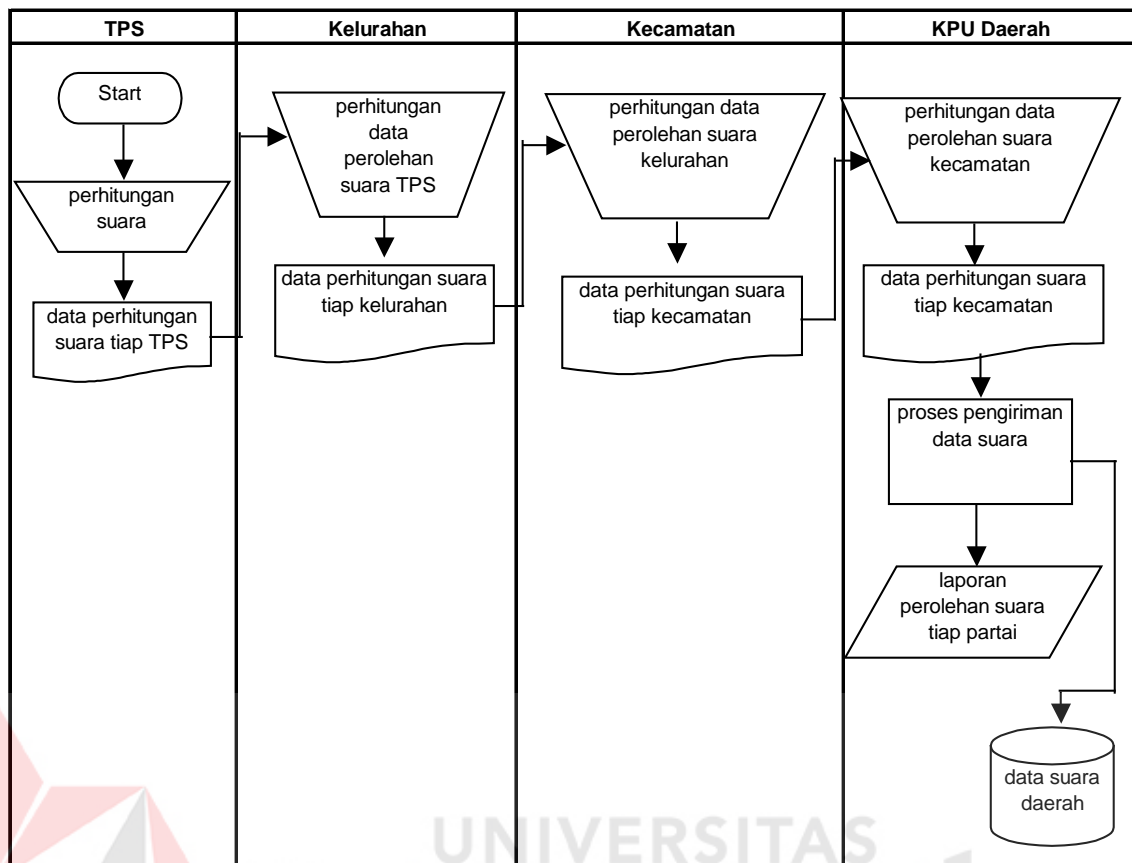 TPS
Kelurahan
Kecamatan
KPU Daerah
Start
perhitungan
suara
data perhitungan
suara tiap TPS
perhitungan
data
perolehan
suara TPS
data perhitungan suara
tiap kelurahan
perhitungan data
perolehan suara
kelurahan
data perhitungan suara
tiap kecamatan
perhitungan data
perolehan suara
kecamatan
data perhitungan suara
tiap kecamatan
proses pengiriman
data suara
laporan
perolehan suara
tiap partai
data suara
daerah
UNIVERSITAS